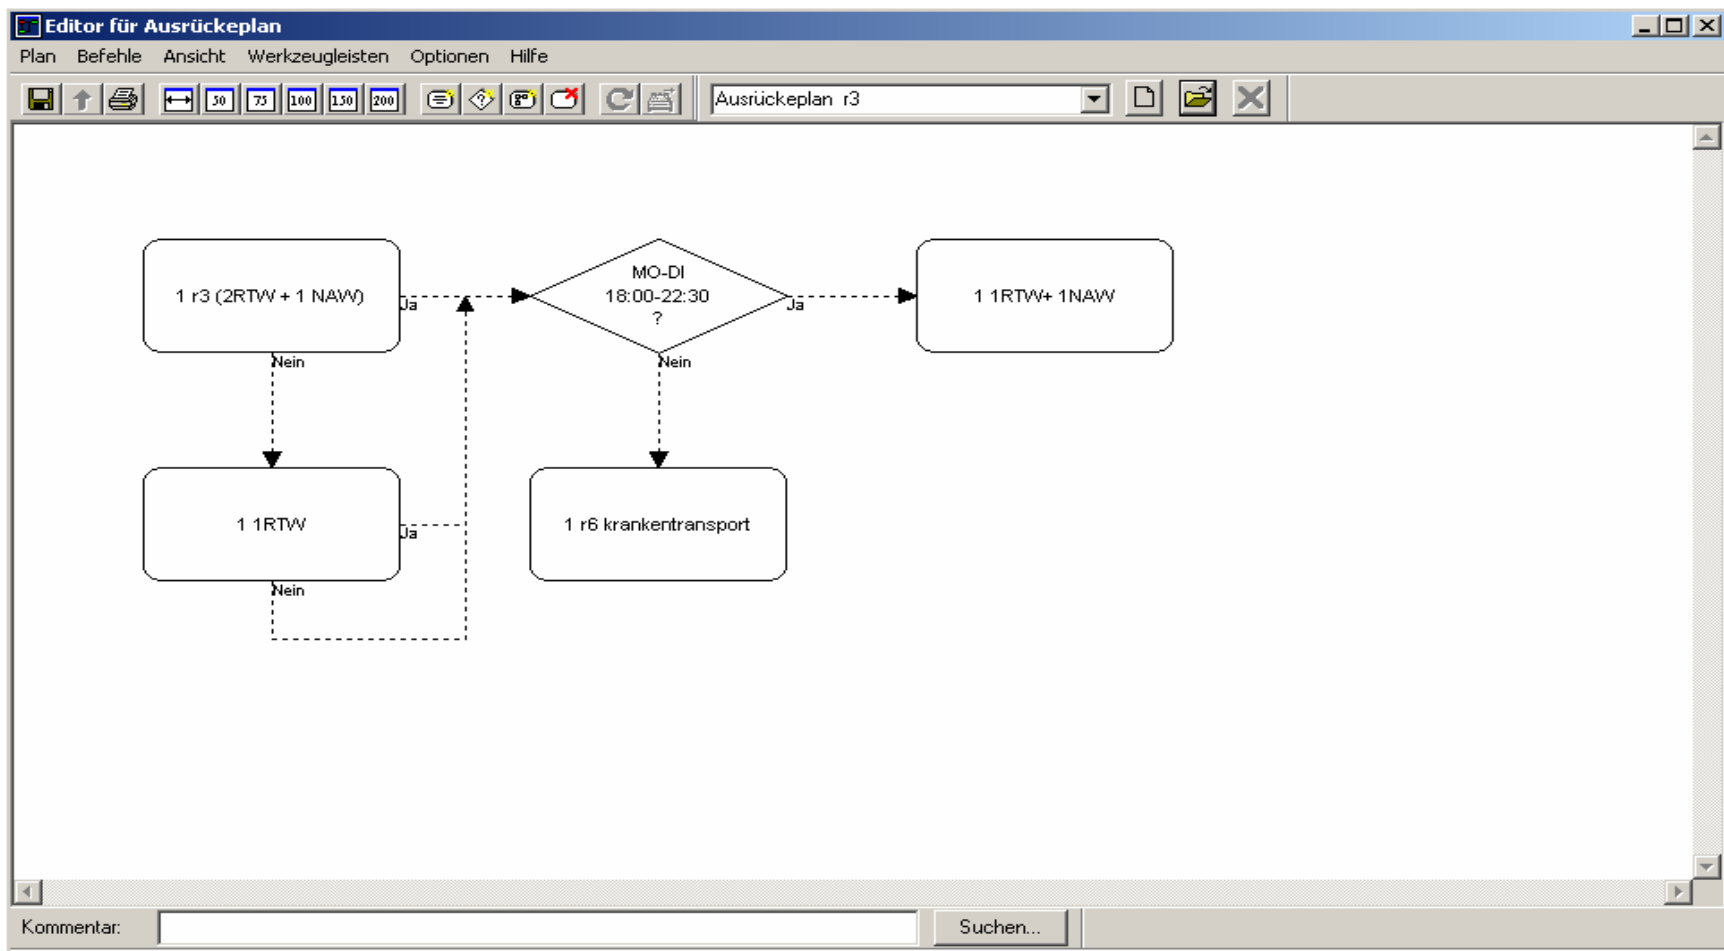 Editor für Ausrückeplan
Plan Befehle Ansicht Werkzeugleisten Optionen Hilfe
50 75 100 150 200 Ausrückeplan r3
1 r3 (2RTW + 1 NAW)
Ja
Nein
MO-DI
18:00-22:30
?
Ja
Nein
1 1RTW+ 1NAW
1 1RTW
Ja
Nein
1 r6 krankentransport
Kommentar:
Suchen...